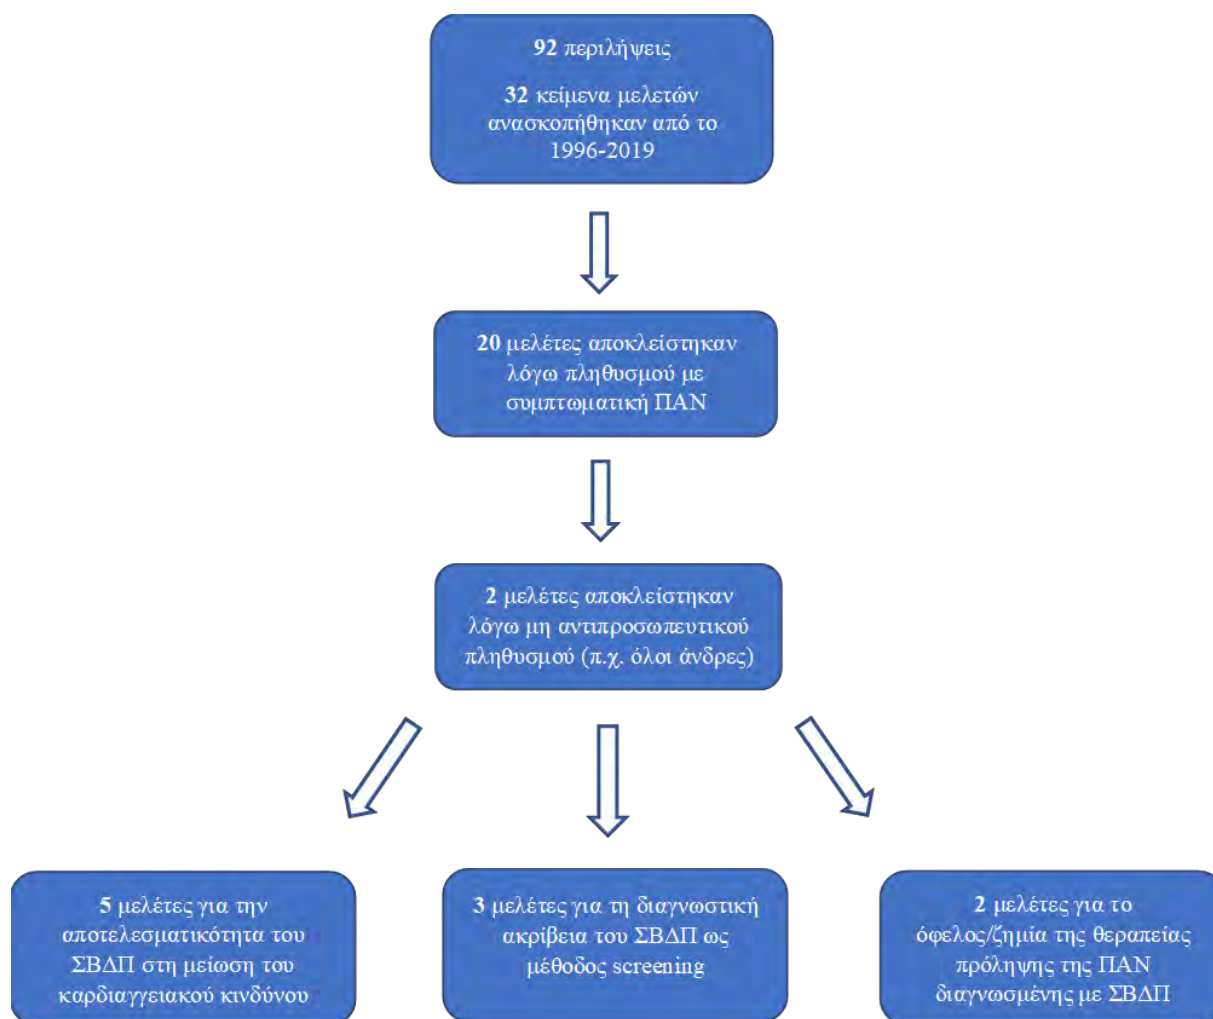 92 περιλήψεις
32 κείμενα μελετών
ανασκοπήθηκαν από το
1996-2019
20 μελέτες αποκλείστηκαν
λόγω πληθυσμού με
συμπτωματική ΠΑΝ
2 μελέτες αποκλείστηκαν
λόγω μη αντιπροσωπευτικού
πληθυσμού (π.χ. όλοι άνδρες)
5 μελέτες για την
αποτελεσματικότητα του
ΣΒΔΠ στη μείωση του
καρδιαγγειακού κινδύνου
3 μελέτες για τη διαγνωστική
ακρίβεια του ΣΒΔΠ ως
μέθοδος screening
2 μελέτες για το
όφελος/ζημία της θεραπείας
πρόληψης της ΠΑΝ
διαγνωσμένης με ΣΒΔΠ